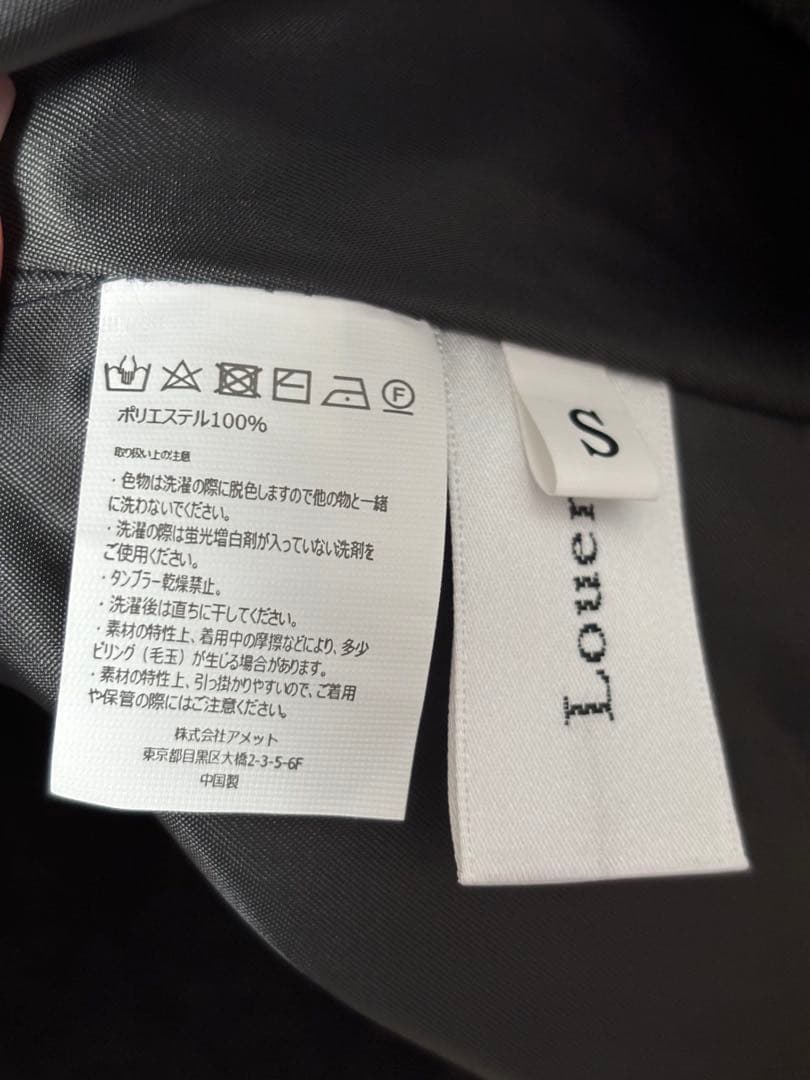 F
ポリエステル100%
取り扱い上の注意
・色物は洗濯の際に脱色しますので他の物と一緒
に洗わないでください。
・洗濯の際は蛍光増白剤が入っていない洗剤を
ご使用ください。
・タンブラー乾燥禁止。
・洗濯後は直ちに干してください。
・素材の特性上、着用中の摩擦などにより、多少
ピリング（毛玉）が生じる場合があります。
・素材の特性上、引っ掛かりやすいので、ご着用
や保管の際にはご注意ください。
株式会社アメット
東京都目黒区大橋2-3-5-6F
中国製
S
Louer